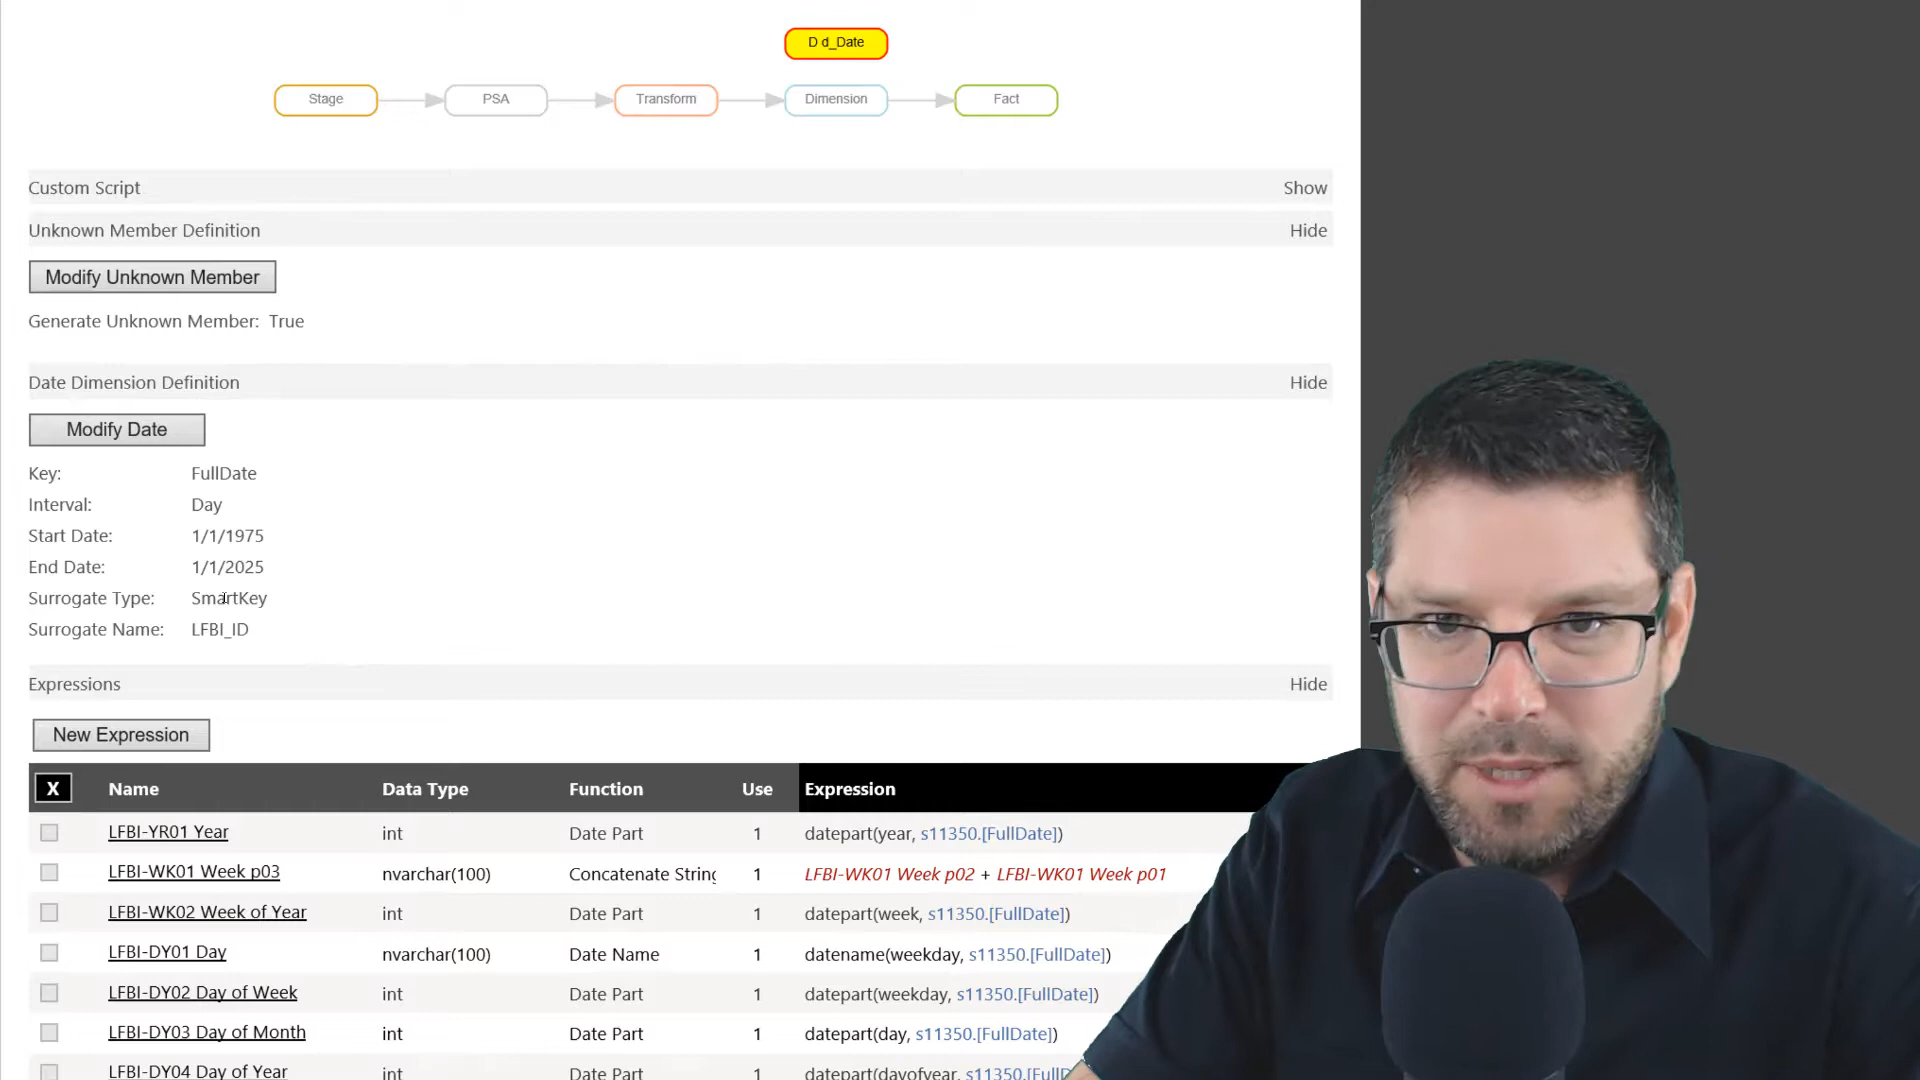 D d_Date
Stage PSA Transform Dimension Fact
Custom Script Show
Unknown Member Definition Hide
Modify Unknown Member
Generate Unknown Member: True
Date Dimension Definition Hide
Modify Date
Key: FullDate
Interval: Day
Start Date: 1/1/1975
End Date: 1/1/2025
Surrogate Type: SmartKey
Surrogate Name: LFBI_ID
Expressions Hide
New Expression
X Name Data Type Function Use Expression
LFBI-YR01 Year int Date Part 1 datepart(year, s11350.[FullDate])
LFBI-WK01 Week p03 nvarchar(100) Concatenate String 1 LFBI-WK01 Week p02 + LFBI-WK01 Week p01
LFBI-WK02 Week of Year int Date Part 1 datepart(week, s11350.[FullDate])
LFBI-DY01 Day nvarchar(100) Date Name 1 datename(weekday, s11350.[FullDate])
LFBI-DY02 Day of Week int Date Part 1 datepart(weekday, s11350.[FullDate])
LFBI-DY03 Day of Month int Date Part 1 datepart(day, s11350.[FullDate])
LFBI-DY04 Day of Year int Date Part 1 datepart(dayofyear, s11350.[FullD